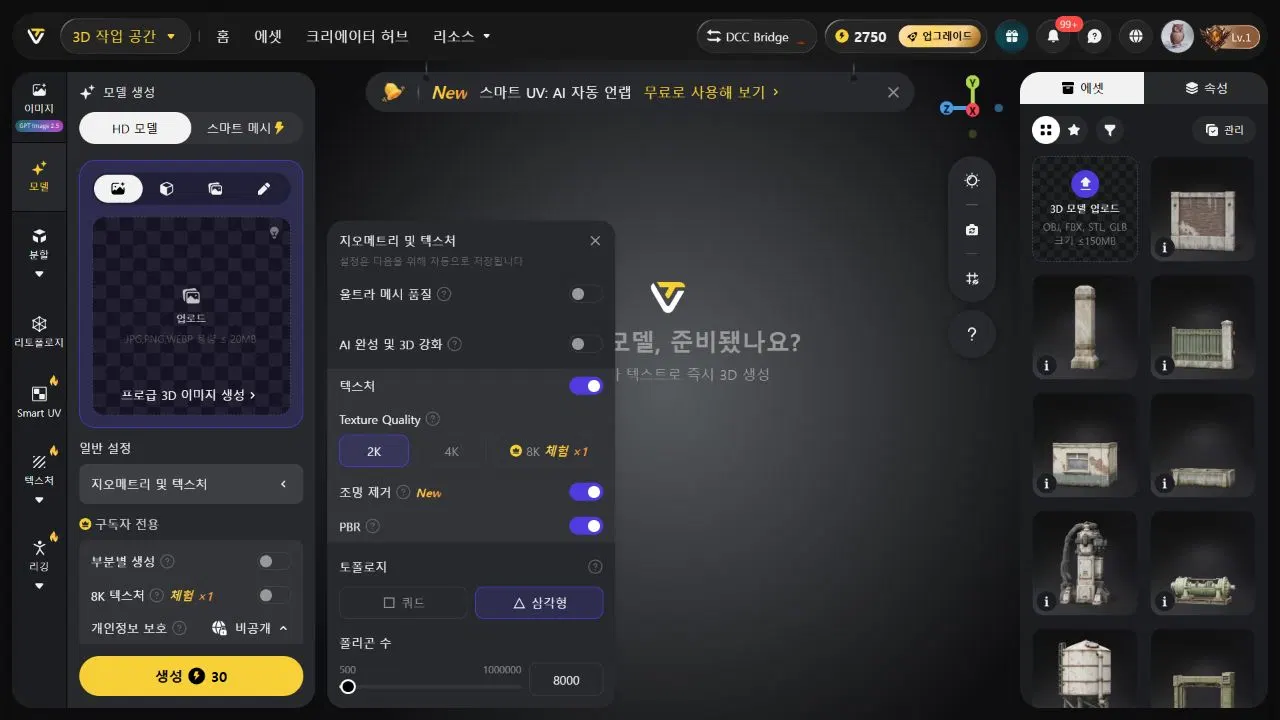 3D 작업 공간
홈
에셋
크리에이터 허브
리소스
DCC Bridge
2750
업그레이드
99+
Lv.1
이미지
GPT Image 2.5
모델
분할
리토폴로지
Smart UV
텍스처
리깅
모델 생성
HD 모델
스마트 메시
업로드
JPG,PNG,WEBP 용량 ≤ 20MB
프로급 3D 이미지 생성 ›
일반 설정
지오메트리 및 텍스처
구독자 전용
부분별 생성
8K 텍스처 체험 ×1
개인정보 보호 비공개
생성 30
New 스마트 UV: AI 자동 언랩 무료로 사용해 보기 ›
지오메트리 및 텍스처
설정은 다음을 위해 자동으로 저장됩니다
울트라 메시 품질
AI 완성 및 3D 강화
텍스처
Texture Quality
2K
4K
8K 체험 ×1
조명 제거 New
PBR
토폴로지
쿼드
삼각형
폴리곤 수
500
1000000
8000
모델, 준비됐나요?
텍스트로 즉시 3D 생성
Y
Z
X
?
에셋
속성
관리
3D 모델 업로드
OBJ, FBX, STL, GLB
크기 ≤150MB